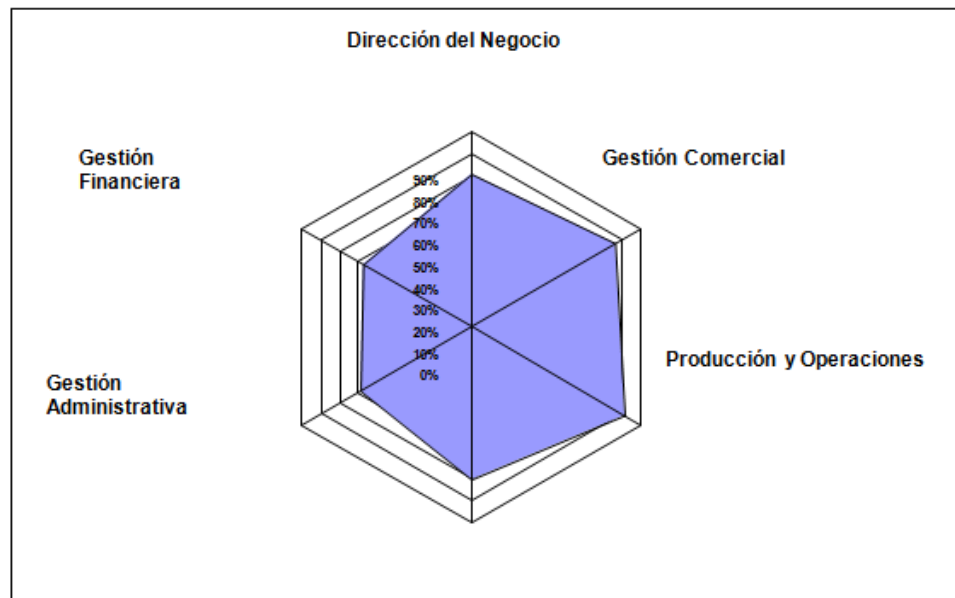 Dirección del Negocio
Gestión
Financiera
Gestión Comercial
90%
80%
70%
60%
50%
40%
30%
20%
10%
0%
Producción y Operaciones
Gestión
Administrativa